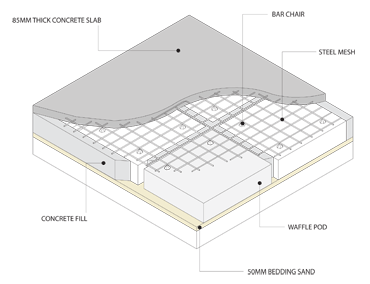 BAR CHAIR
85MM THICK CONCRETE SLAB
STEEL MESH
CONCRETE FILL
WAFFLE POD
50MM BEDDING SAND